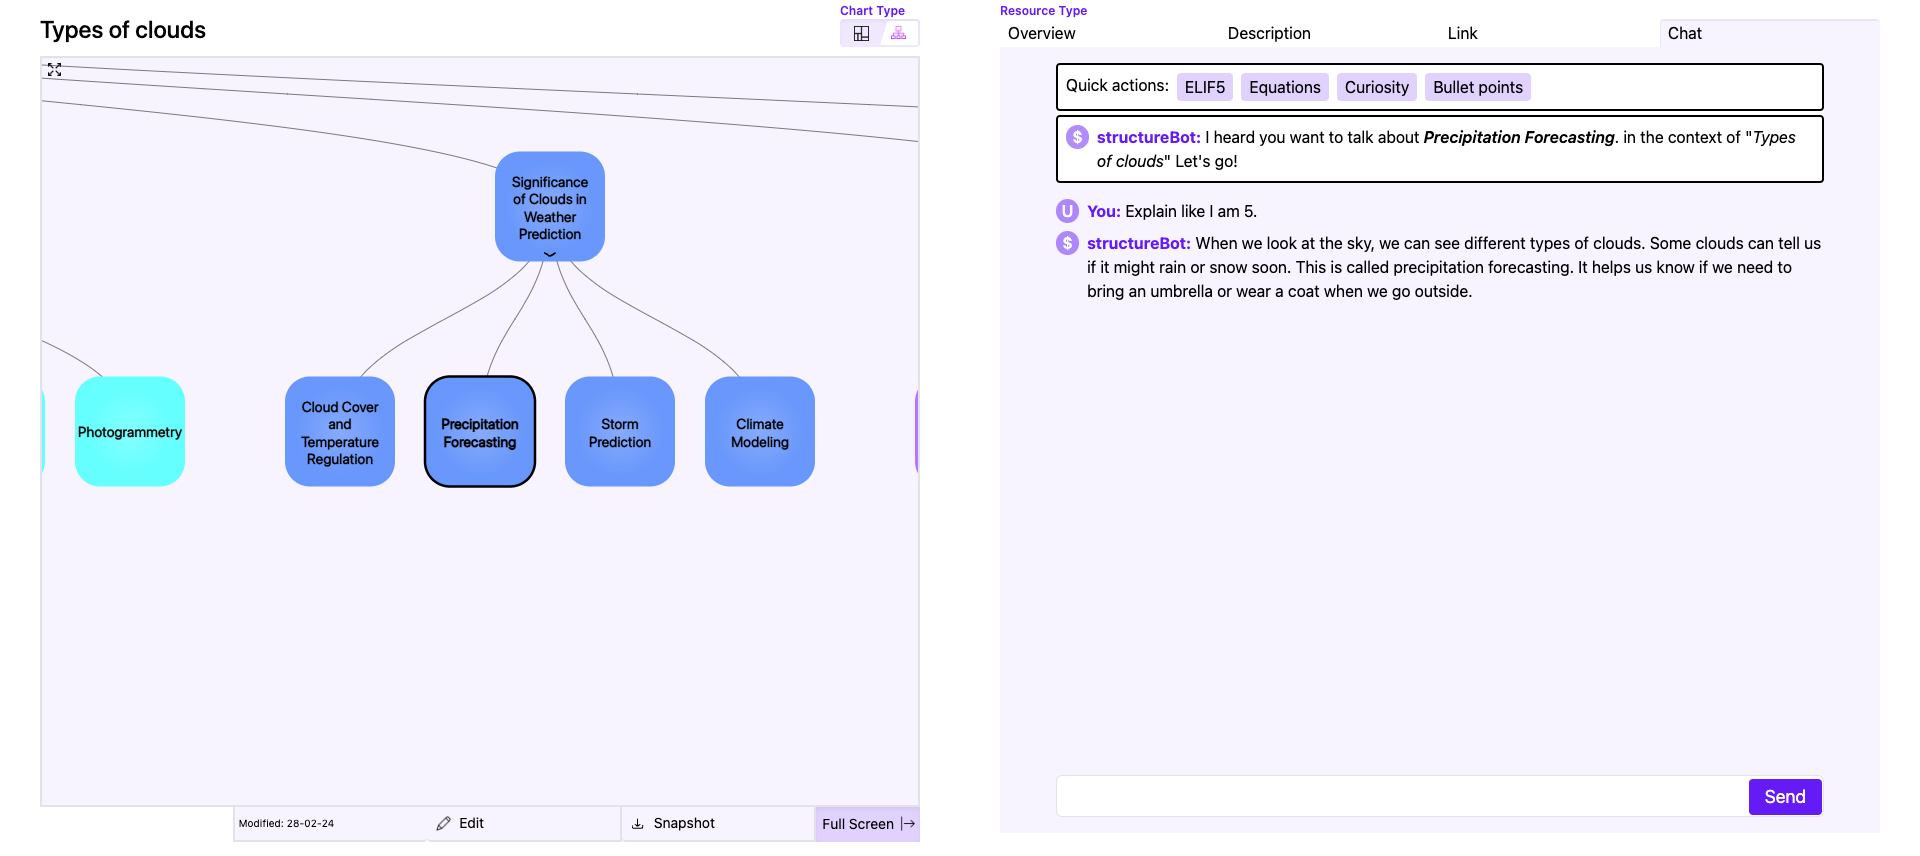 Types of clouds
Chart Type
Significance
of Clouds in
Weather
Prediction
Photogrammetry
Cloud Cover
and
Temperature
Regulation
Precipitation
Forecasting
Storm
Prediction
Climate
Modeling
Modified: 28-02-24
Edit
Snapshot
Full Screen
Resource Type
Overview
Description
Link
Chat
Quick actions: ELIF5 Equations Curiosity Bullet points
$ structureBot: I heard you want to talk about Precipitation Forecasting. in the context of "Types
of clouds" Let's go!
U You: Explain like I am 5.
$ structureBot: When we look at the sky, we can see different types of clouds. Some clouds can tell us
if it might rain or snow soon. This is called precipitation forecasting. It helps us know if we need to
bring an umbrella or wear a coat when we go outside.
Send